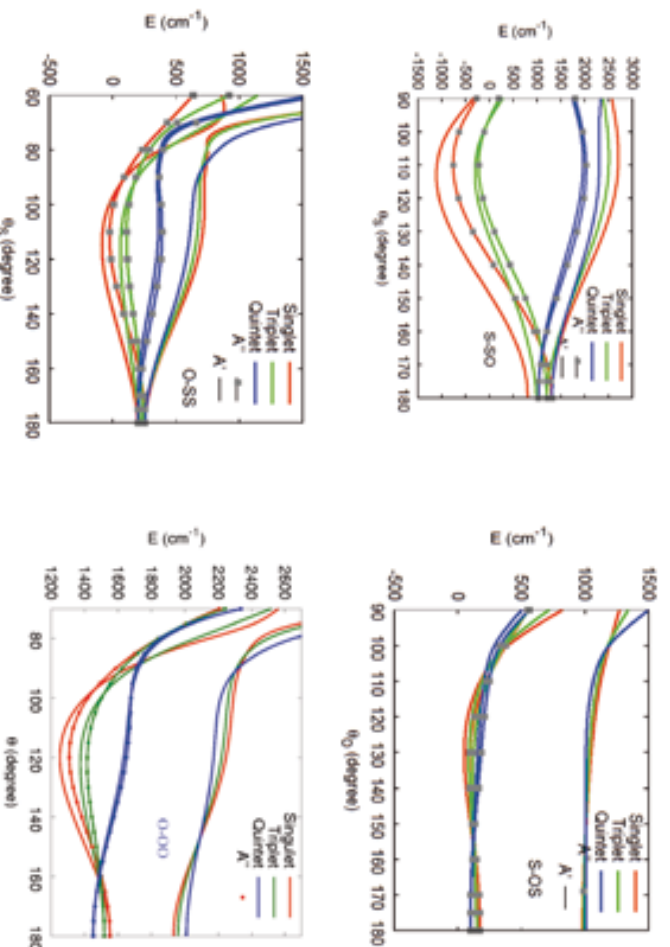 3000
2500
2000
1500
1000
500
0
-500
-1000
-1500
E (cm⁻¹)
Singlet
Triplet
Quintet
A''
A'
S-SO
90 100 110 120 130 140 150 160 170 180
θS (degree)
1500
1000
500
0
-500
E (cm⁻¹)
Singlet
Triplet
Quintet
A''
A'
S-OS
90 100 110 120 130 140 150 160 170 180
θO (degree)
1500
1000
500
0
-500
E (cm⁻¹)
Singlet
Triplet
Quintet
A''
A'
O-SS
60 80 100 120 140 160 180
θS (degree)
2600
2400
2200
2000
1800
1600
1400
1200
E (cm⁻¹)
Singulet
Triplet
Quintet
A''
O-OO
80 100 120 140 160 180
θ (degree)